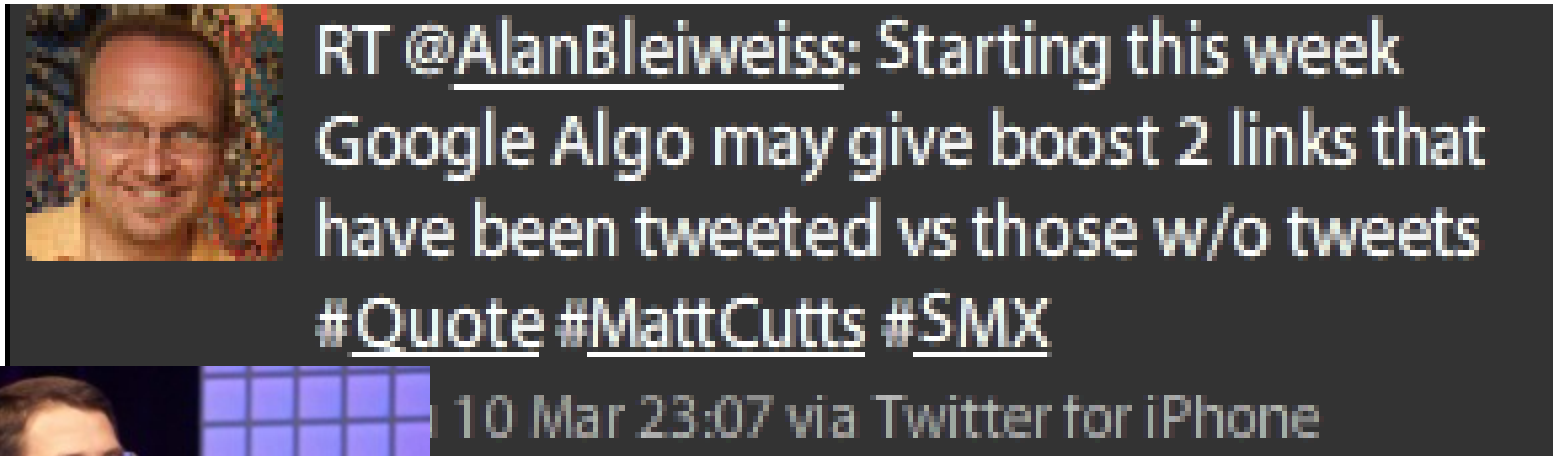 RT @AlanBleiweiss: Starting this week
Google Algo may give boost 2 links that
have been tweeted vs those w/o tweets
#Quote #MattCutts #SMX
10 Mar 23:07 via Twitter for iPhone